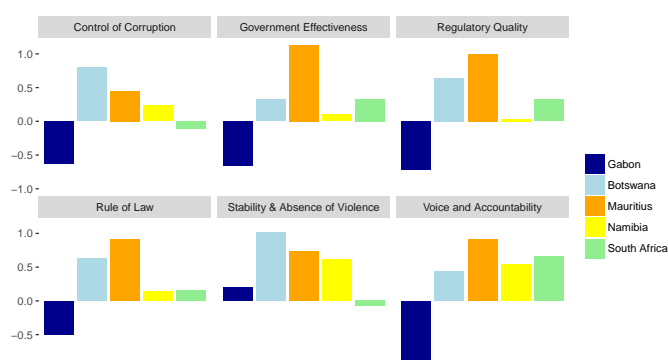 Control of Corruption
Government Effectiveness
Regulatory Quality
1.0
0.5
0.0
−0.5
−1.0
Rule of Law
Stability & Absence of Violence
Voice and Accountability
1.0
0.5
0.0
−0.5
Gabon
Botswana
Mauritius
Namibia
South Africa